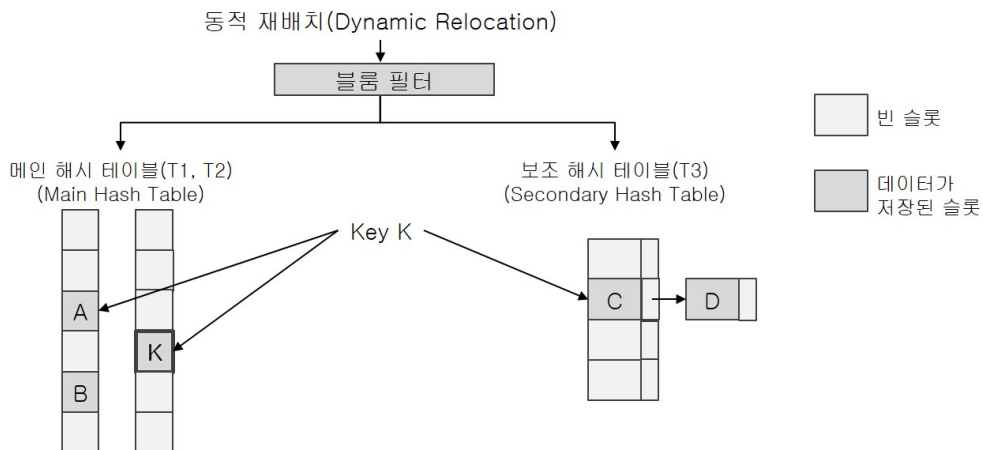 동적 재배치(Dynamic Relocation)
블룸 필터
메인 해시 테이블(T1, T2)
(Main Hash Table)
보조 해시 테이블(T3)
(Secondary Hash Table)
빈 슬롯
데이터가
저장된 슬롯
Key K
A
K
B
C
D